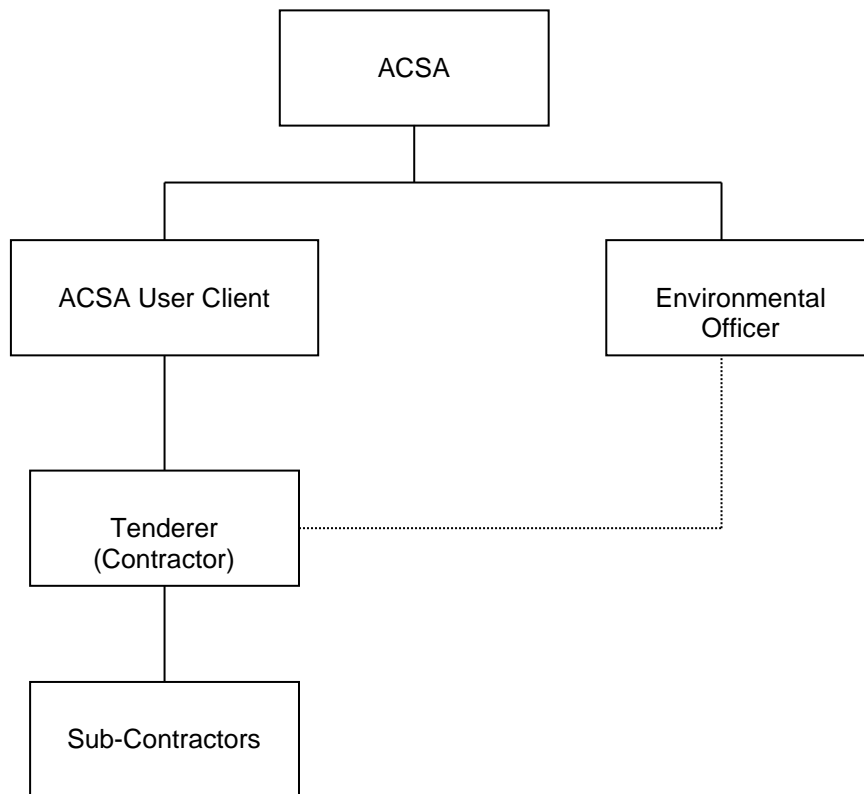 ACSA
ACSA User Client
Environmental
Officer
Tenderer
(Contractor)
Sub-Contractors